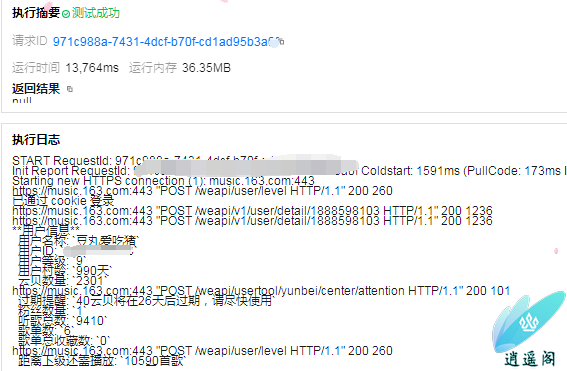 执行摘要 测试成功
请求ID 971c988a-7431-4dcf-b70f-cd1ad95b3a
运行时间 13,764ms 运行内存 36.35MB
返回结果
null
执行日志
START RequestId: 971c988a-7431-4dcf-b70f
Init Report RequestId: Coldstart: 1591ms (PullCode: 173ms
Starting new HTTPS connection (1): music.163.com:443
https://music.163.com:443 "POST /weapi/user/level HTTP/1.1" 200 260
已通过 cookie 登录
https://music.163.com:443 "POST /weapi/v1/user/detail/1888598103 HTTP/1.1" 200 1236
https://music.163.com:443 "POST /weapi/v1/user/detail/1888598103 HTTP/1.1" 200 1236
**用户信息**
用户名称: `豆丸爱吃猪`
用户ID:
用户等级: `9`
用户村龄: `990天`
云贝数量: `2301`
https://music.163.com:443 "POST /weapi/usertool/yunbei/center/attention HTTP/1.1" 200 101
过期提醒: `40云贝将在26天后过期，请尽快使用`
粉丝数量: `1`
听歌总数: `9410`
歌单数: `6`
歌单总收藏数: `0`
https://music.163.com:443 "POST /weapi/user/level HTTP/1.1" 200 260
距离下级还需播放: `10590首歌`
逍遥阁